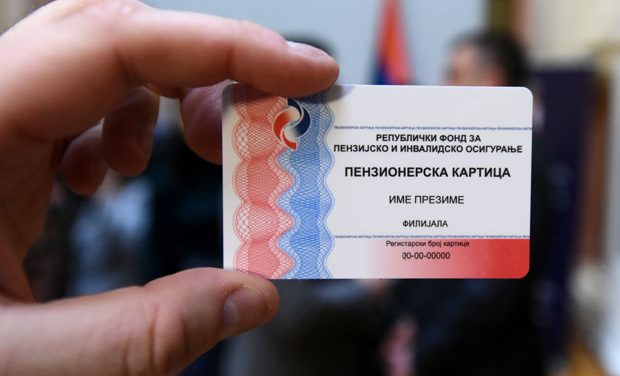 РЕПУБЛИЧКИ ФОНД ЗА
ПЕНЗИЈСКО И ИНВАЛИДСКО ОСИГУРАЊЕ
ПЕНЗИОНЕРСКА КАРТИЦА
ИМЕ ПРЕЗИМЕ
ФИЛИЈАЛА
Регистарски број картице
00-00-00000